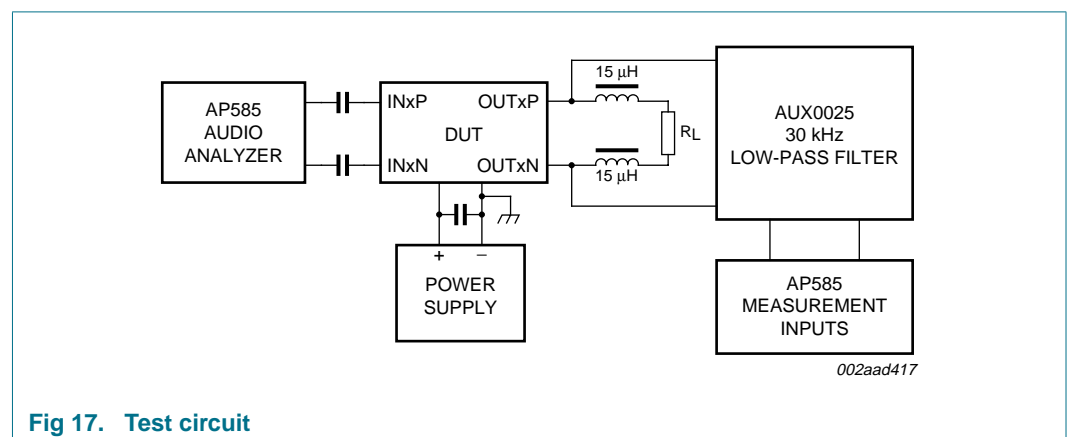 AP585
AUDIO
ANALYZER
INxP
INxN
DUT
OUTxP
OUTxN
15 μH
RL
15 μH
AUX0025
30 kHz
LOW-PASS FILTER
+ −
POWER
SUPPLY
AP585
MEASUREMENT
INPUTS
002aad417
Fig 17. Test circuit